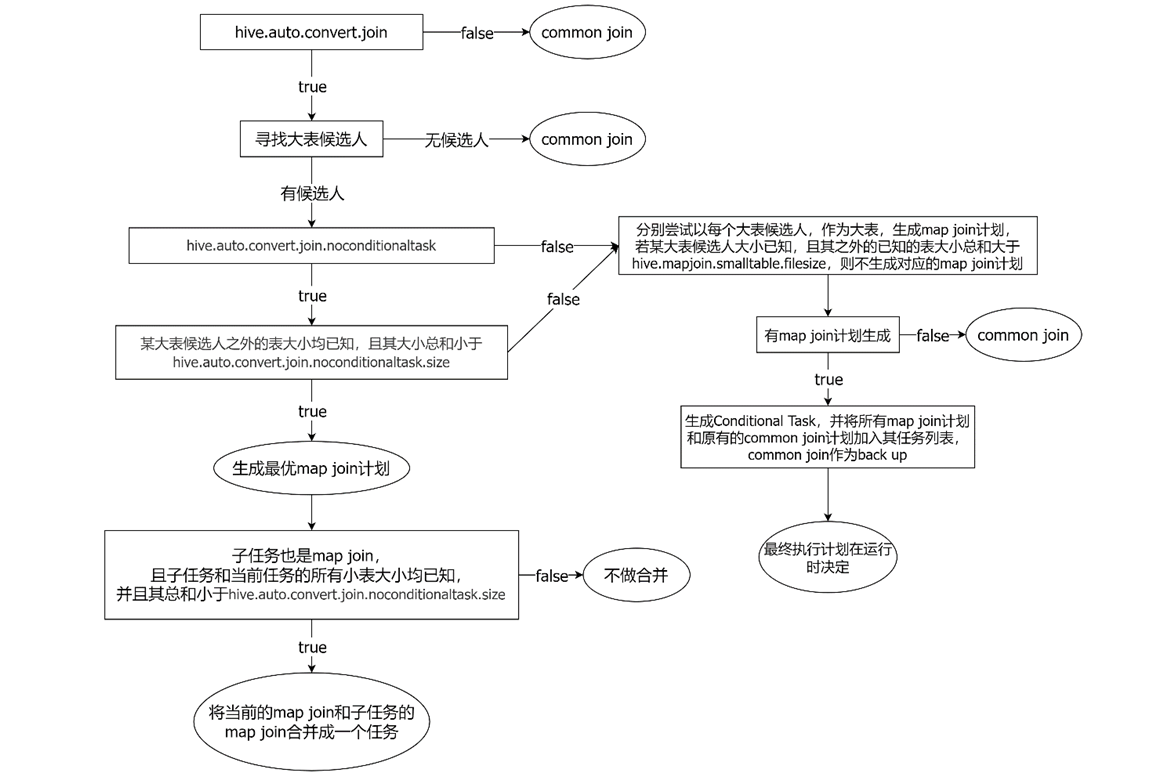 hive.auto.convert.join
false
common join
true
寻找大表候选人
无候选人
common join
有候选人
hive.auto.convert.join.noconditionaltask
false
分别尝试以每个大表候选人，作为大表，生成map join计划，
若某大表候选人大小已知，且其之外的已知的表大小总和大于
hive.mapjoin.smalltable.filesize，则不生成对应的map join计划
true
false
某大表候选人之外的表大小均已知，且其大小总和小于
hive.auto.convert.join.noconditionaltask.size
有map join计划生成
false
common join
true
true
生成Conditional Task，并将所有map join计划
和原有的common join计划加入其任务列表，
common join作为back up
生成最优map join计划
最终执行计划在运行
时决定
子任务也是map join，
且子任务和当前任务的所有小表大小均已知，
并且其总和小于hive.auto.convert.join.noconditionaltask.size
false
不做合并
true
将当前的map join和子任务的
map join合并成一个任务